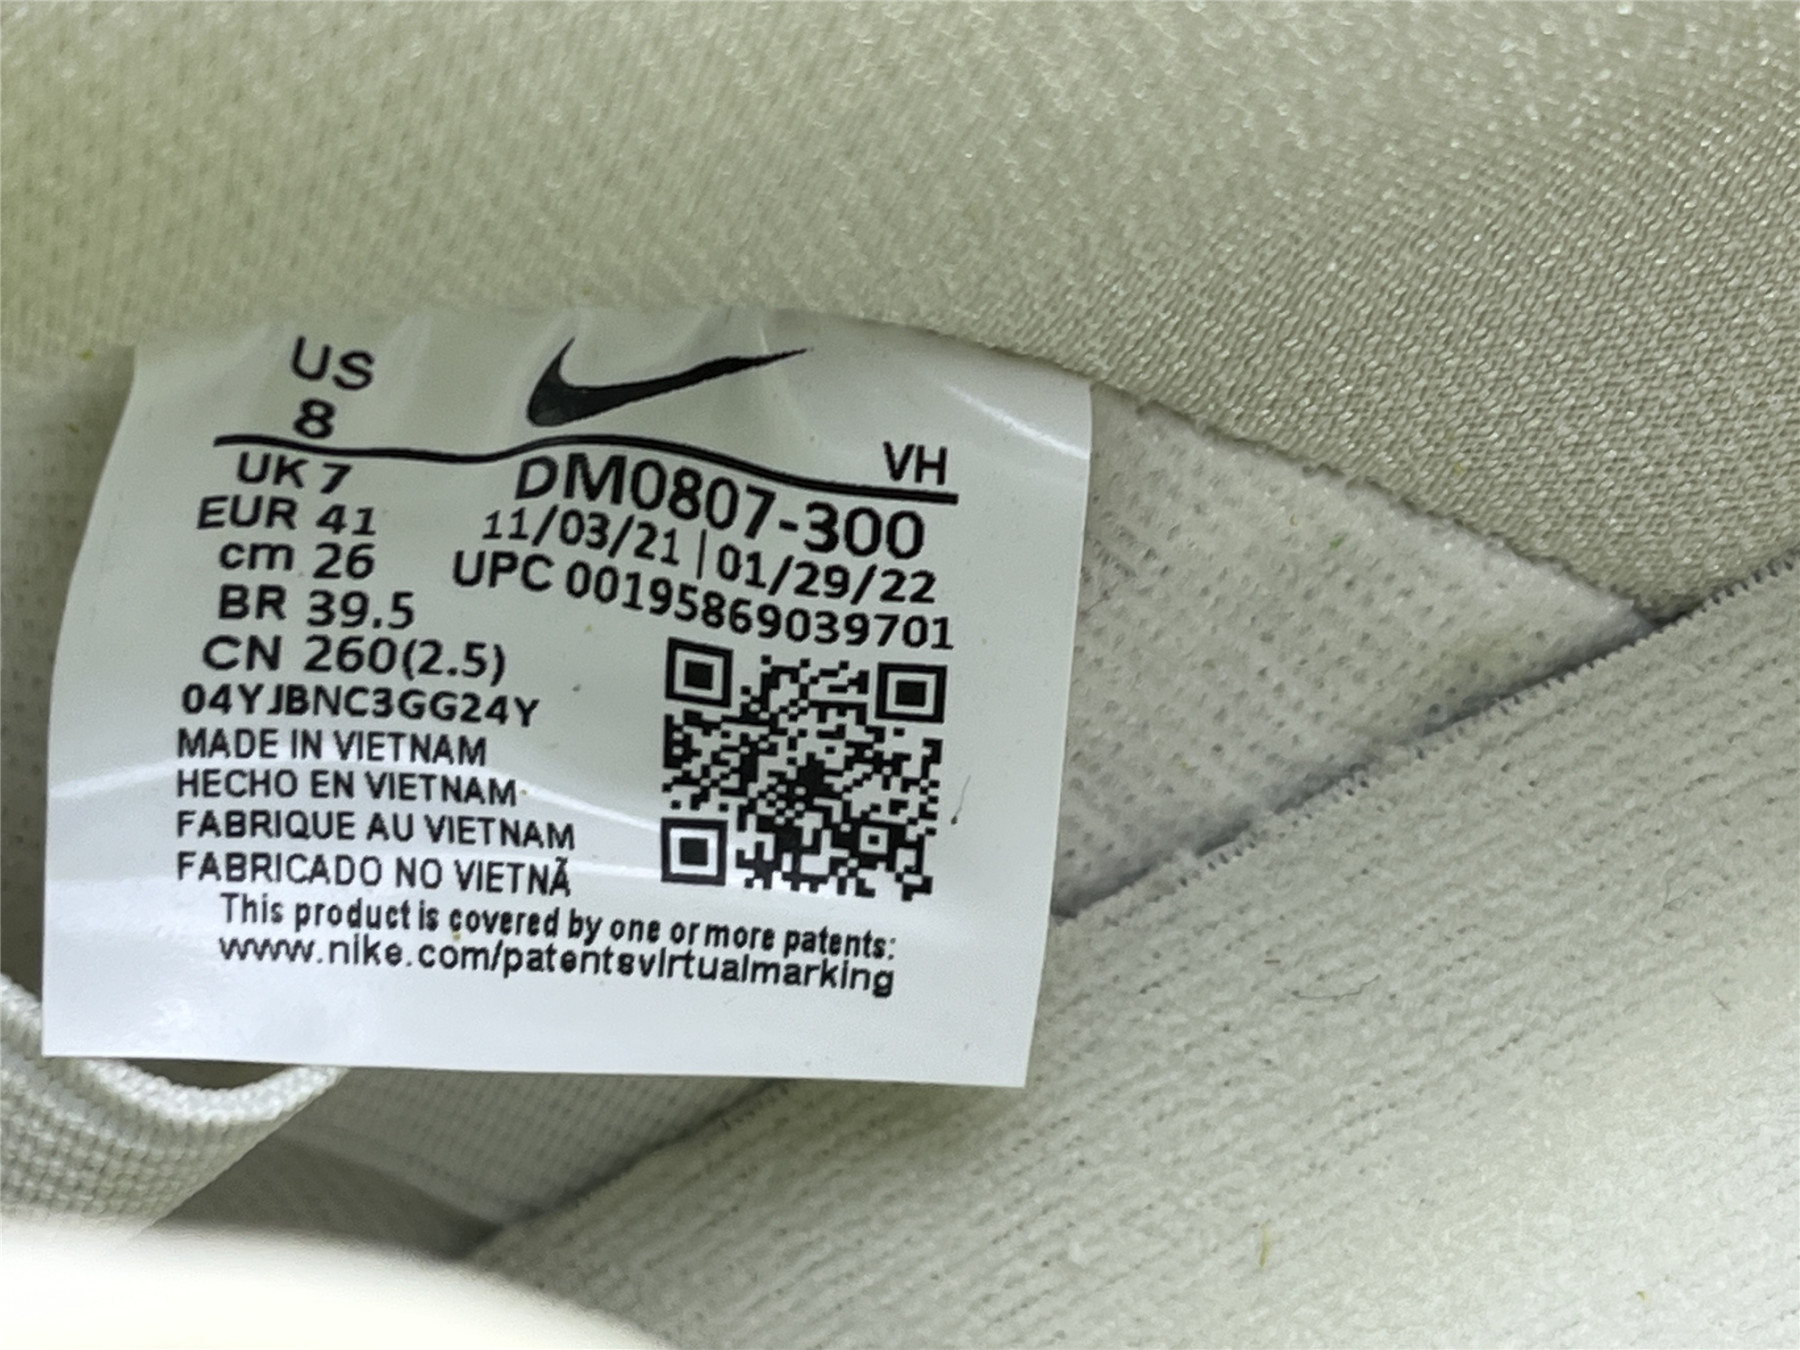 US
8
VH
UK 7
DM0807-300
EUR 41
11/03/21 | 01/29/22
cm 26
UPC 00195869039701
BR 39.5
CN 260(2.5)
04YJBNC3GG24Y
MADE IN VIETNAM
HECHO EN VIETNAM
FABRIQUE AU VIETNAM
FABRICADO NO VIETNÃ
This product is covered by one or more patents:
www.nike.com/patentsvirtualmarking